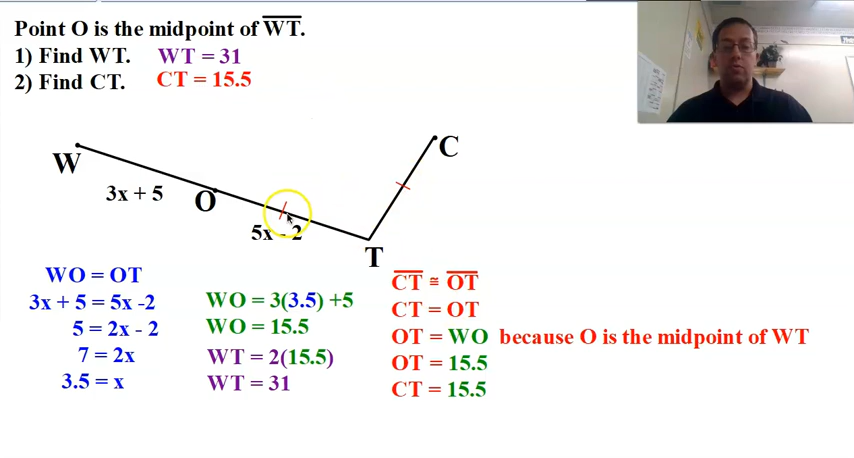 Point O is the midpoint of WT.
1) Find WT. WT = 31
2) Find CT. CT = 15.5
W
C
3x + 5
O
5x - 2
T
WO = OT
3x + 5 = 5x -2
5 = 2x - 2
7 = 2x
3.5 = x
WO = 3(3.5) +5
WO = 15.5
WT = 2(15.5)
WT = 31
CT ≅ OT
CT = OT
OT = WO because O is the midpoint of WT
OT = 15.5
CT = 15.5